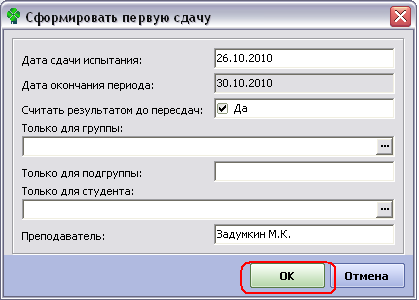 Сформировать первую сдачу
Дата сдачи испытания: 26.10.2010
Дата окончания периода: 30.10.2010
Считать результатом до пересдач: Да
Только для группы:
...
Только для подгруппы:
Только для студента:
...
Преподаватель: Задумкин М.К.
OK Отмена